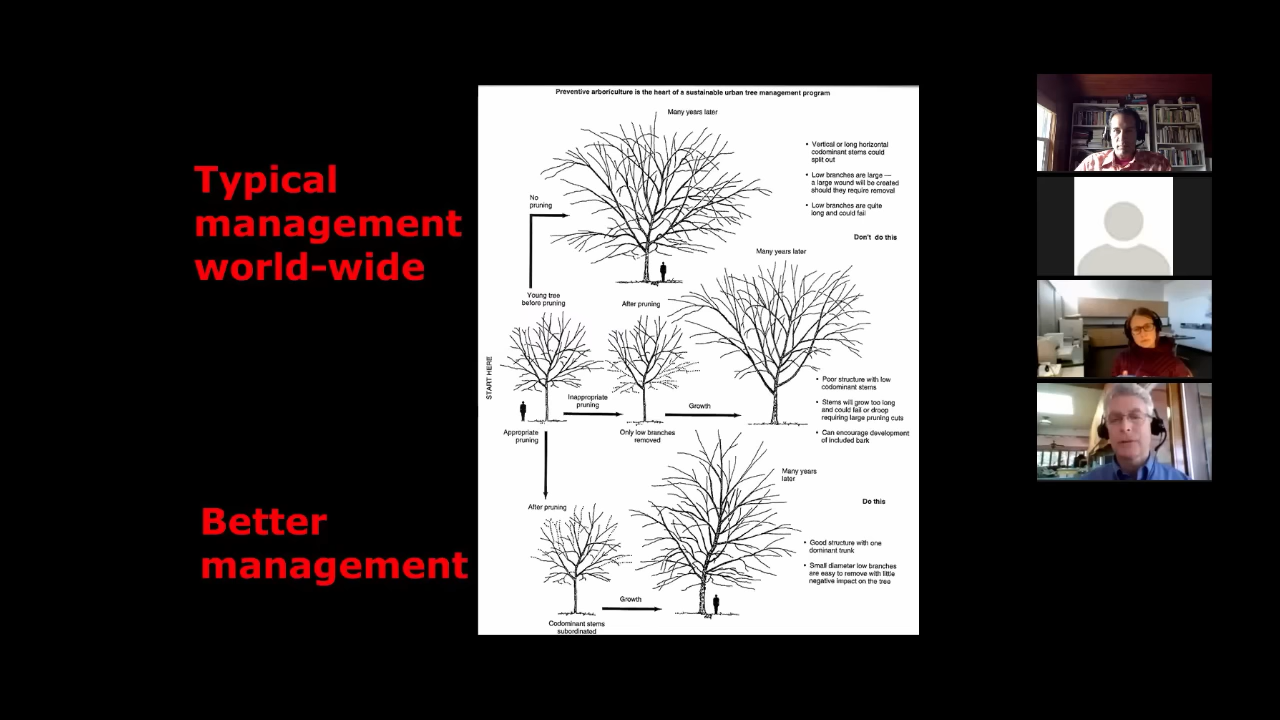 Typical
management
world-wide
Better
management
Preventive arboriculture is the heart of a sustainable urban tree management program
Many years later
• Vertical or long horizontal
codominant stems could
split out
• Low branches are large —
a large wound will be created
should they require removal
• Low branches are quite
long and could fail
No
pruning
Don't do this
Many years later
Young tree
before pruning
After pruning
START HERE
• Poor structure with low
codominant stems
• Stems will grow too long
and could fail or droop
requiring large pruning cuts
• Can encourage development
of included bark
Inappropriate
pruning
Growth
Only low branches
removed
Appropriate
pruning
Many years
later
Do this
After pruning
• Good structure with one
dominant trunk
• Small diameter low branches
are easy to remove with little
negative impact on the tree
Growth
Codominant stems
subordinated